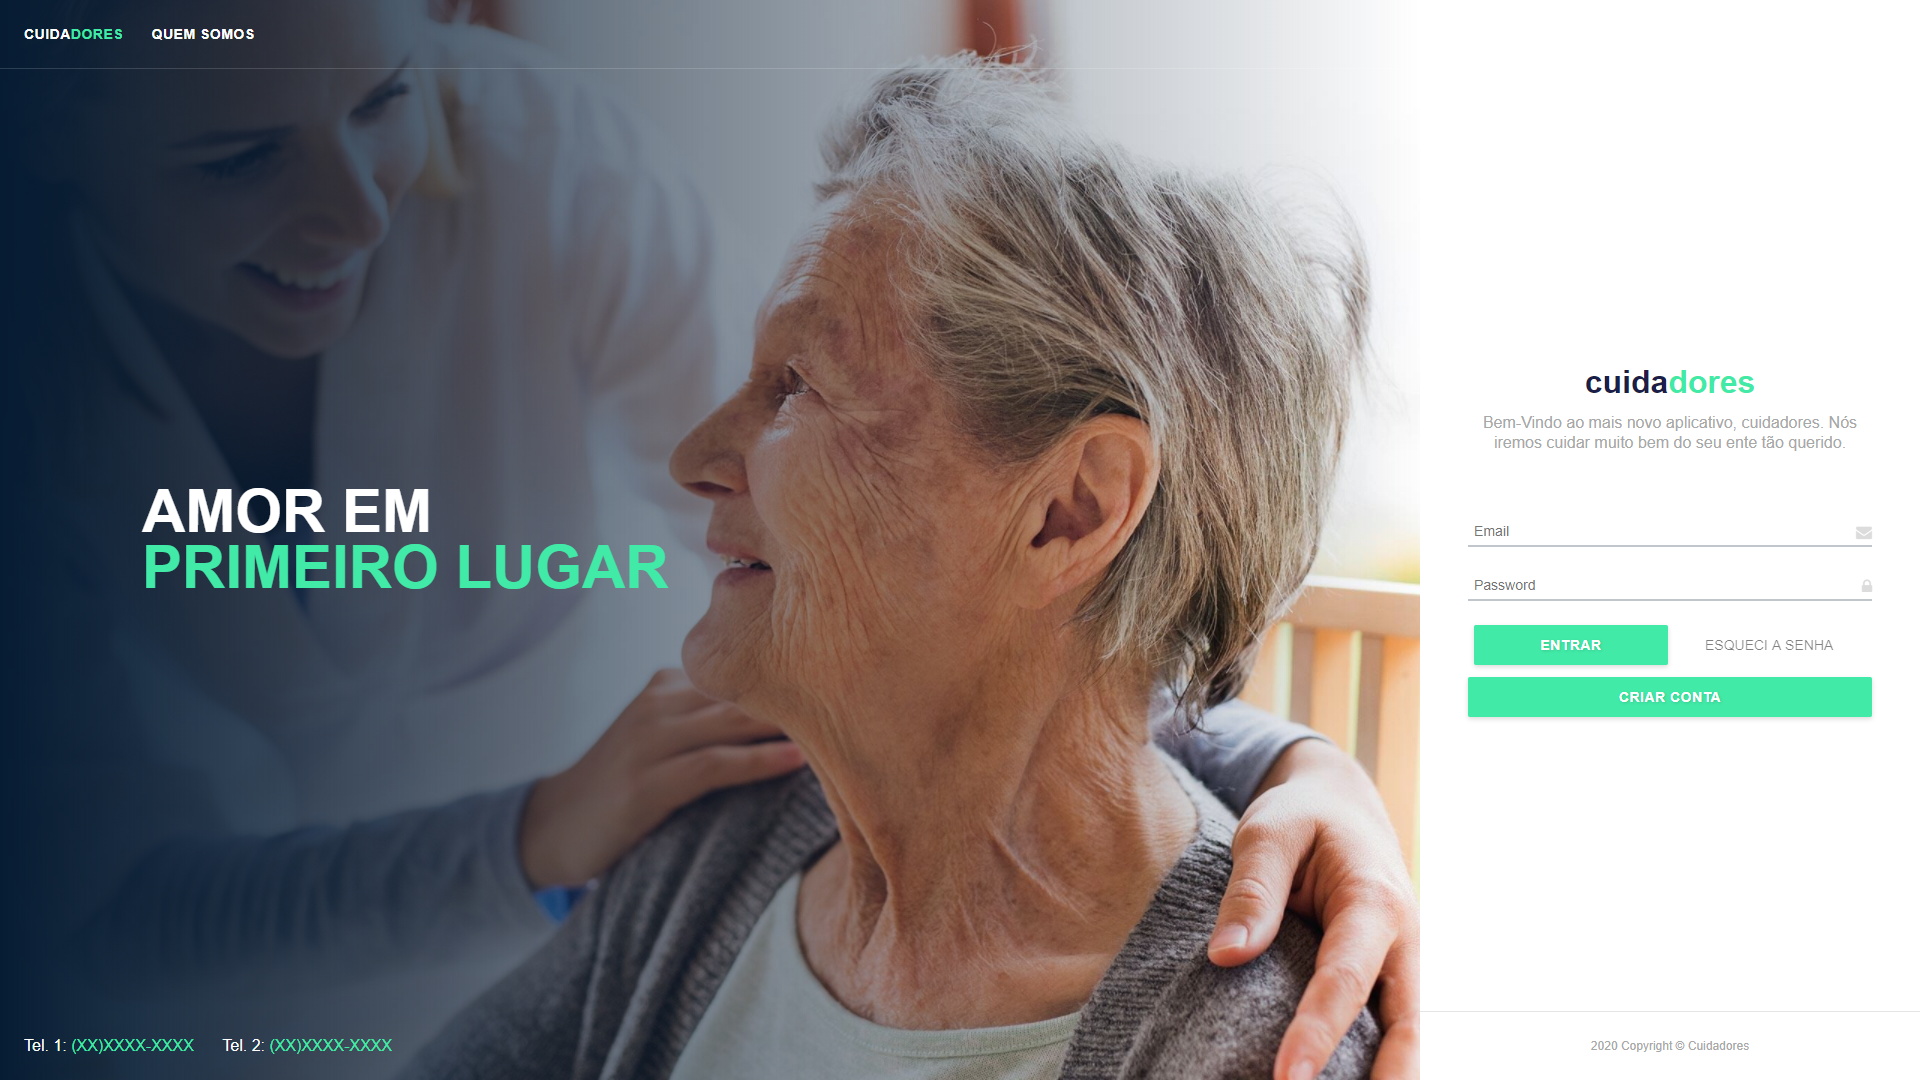 CUIDADORES QUEM SOMOS
AMOR EM
PRIMEIRO LUGAR
Tel. 1: (XX)XXXX-XXXX Tel. 2: (XX)XXXX-XXXX
cuidadores
Bem-Vindo ao mais novo aplicativo, cuidadores. Nós
iremos cuidar muito bem do seu ente tão querido.
Email
Password
ENTRAR ESQUECI A SENHA
CRIAR CONTA
2020 Copyright © Cuidadores